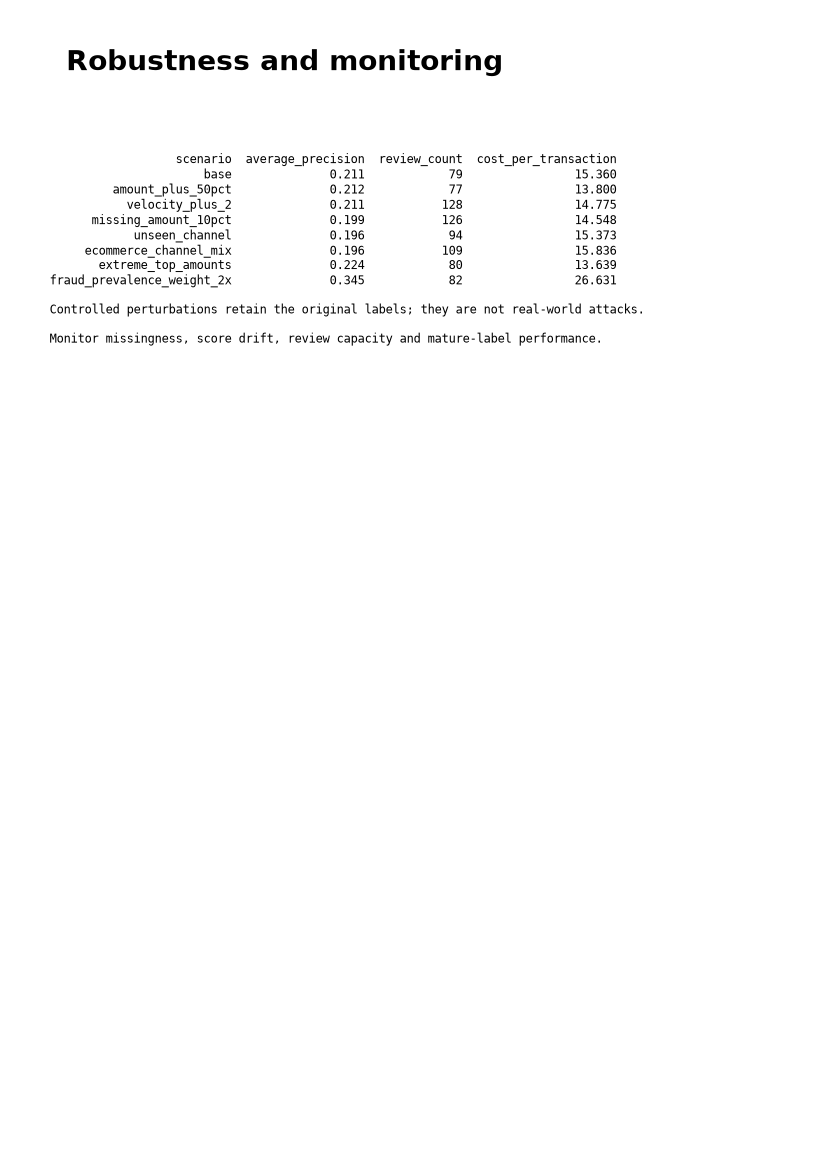 Robustness and monitoring
scenario average_precision review_count cost_per_transaction
base 0.211 79 15.360
amount_plus_50pct 0.212 77 13.800
velocity_plus_2 0.211 128 14.775
missing_amount_10pct 0.199 126 14.548
unseen_channel 0.196 94 15.373
ecommerce_channel_mix 0.196 109 15.836
extreme_top_amounts 0.224 80 13.639
fraud_prevalence_weight_2x 0.345 82 26.631
Controlled perturbations retain the original labels; they are not real-world attacks.
Monitor missingness, score drift, review capacity and mature-label performance.